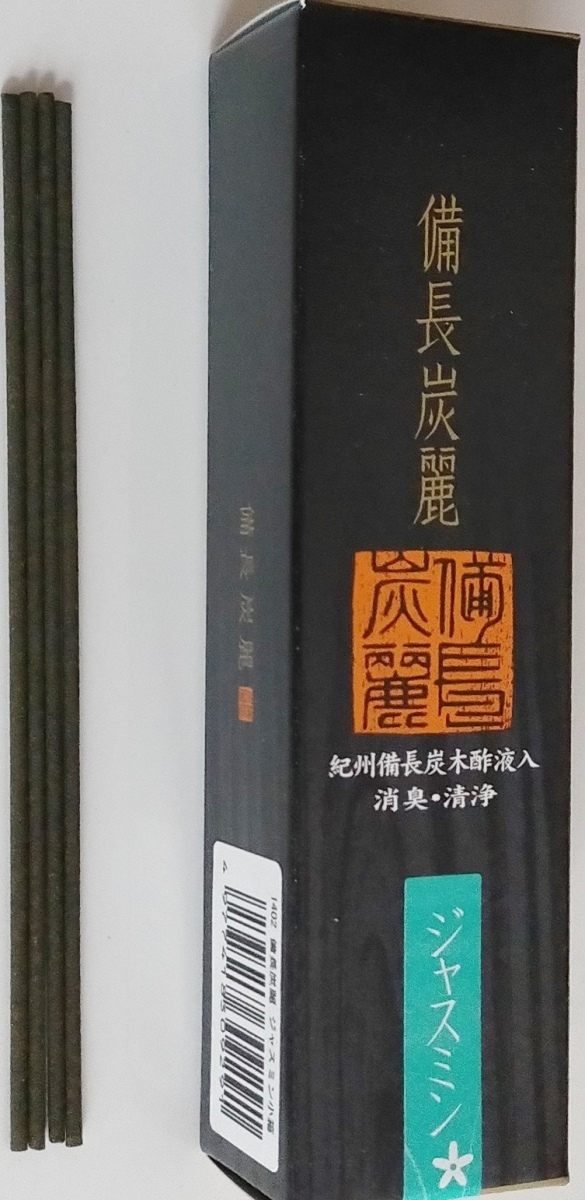 備長炭麗
備長
炭麗
紀州備長炭木酢液入
消臭・清浄
ジャスミン
備長炭麗
1402 備長炭麗 ジャスミン小箱